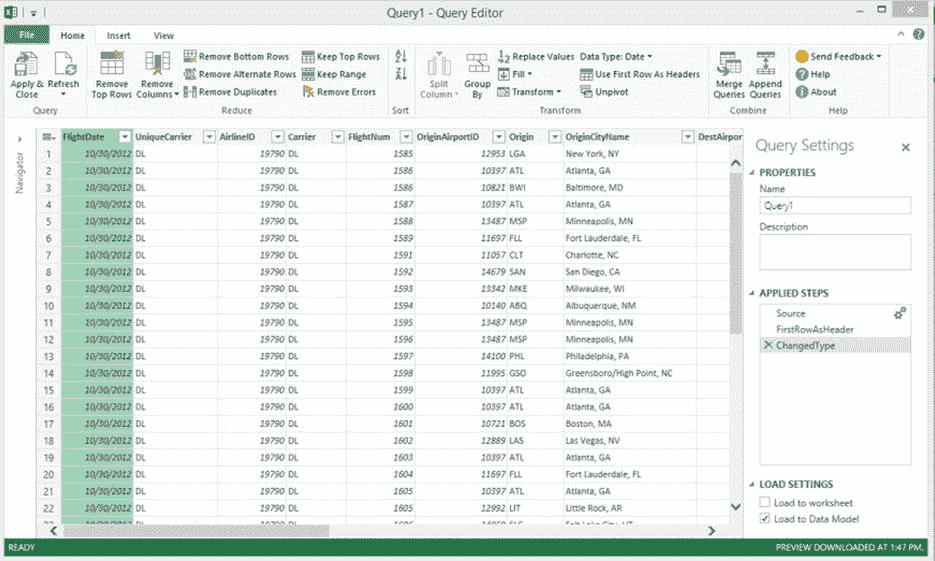 Query1 - Query Editor
File Home Insert View
Apply & Close Refresh
Remove Top Rows Remove Columns
Remove Bottom Rows
Remove Alternate Rows
Remove Duplicates
Keep Top Rows
Keep Range
Remove Errors
Split Column Group By
Replace Values Data Type: Date
Fill Use First Row As Headers
Transform Unpivot
Merge Queries Append Queries
Send Feedback
Help
About
Query Reduce Sort Transform Combine Help
Navigator
FlightDate UniqueCarrier AirlineID Carrier FlightNum OriginAirportID Origin OriginCityName DestAirpor
1 10/30/2012 DL 19790 DL 1585 12953 LGA New York, NY
2 10/30/2012 DL 19790 DL 1586 10397 ATL Atlanta, GA
3 10/30/2012 DL 19790 DL 1586 10821 BWI Baltimore, MD
4 10/30/2012 DL 19790 DL 1587 10397 ATL Atlanta, GA
5 10/30/2012 DL 19790 DL 1588 13487 MSP Minneapolis, MN
6 10/30/2012 DL 19790 DL 1589 11697 FLL Fort Lauderdale, FL
7 10/30/2012 DL 19790 DL 1591 11057 CLT Charlotte, NC
8 10/30/2012 DL 19790 DL 1592 14679 SAN San Diego, CA
9 10/30/2012 DL 19790 DL 1593 13342 MKE Milwaukee, WI
10 10/30/2012 DL 19790 DL 1594 10140 ABQ Albuquerque, NM
11 10/30/2012 DL 19790 DL 1595 13487 MSP Minneapolis, MN
12 10/30/2012 DL 19790 DL 1596 13487 MSP Minneapolis, MN
13 10/30/2012 DL 19790 DL 1597 14100 PHL Philadelphia, PA
14 10/30/2012 DL 19790 DL 1598 11995 GSO Greensboro/High Point, NC
15 10/30/2012 DL 19790 DL 1599 10397 ATL Atlanta, GA
16 10/30/2012 DL 19790 DL 1600 10397 ATL Atlanta, GA
17 10/30/2012 DL 19790 DL 1601 10721 BOS Boston, MA
18 10/30/2012 DL 19790 DL 1602 12889 LAS Las Vegas, NV
19 10/30/2012 DL 19790 DL 1603 10397 ATL Atlanta, GA
20 10/30/2012 DL 19790 DL 1604 11697 FLL Fort Lauderdale, FL
21 10/30/2012 DL 19790 DL 1605 10397 ATL Atlanta, GA
22 10/30/2012 DL 19790 DL 1605 12992 LIT Little Rock, AR
Query Settings
PROPERTIES
Name
Query1
Description
APPLIED STEPS
Source
FirstRowAsHeader
ChangedType
LOAD SETTINGS
Load to worksheet
Load to Data Model
READY PREVIEW DOWNLOADED AT 1:47 PM.